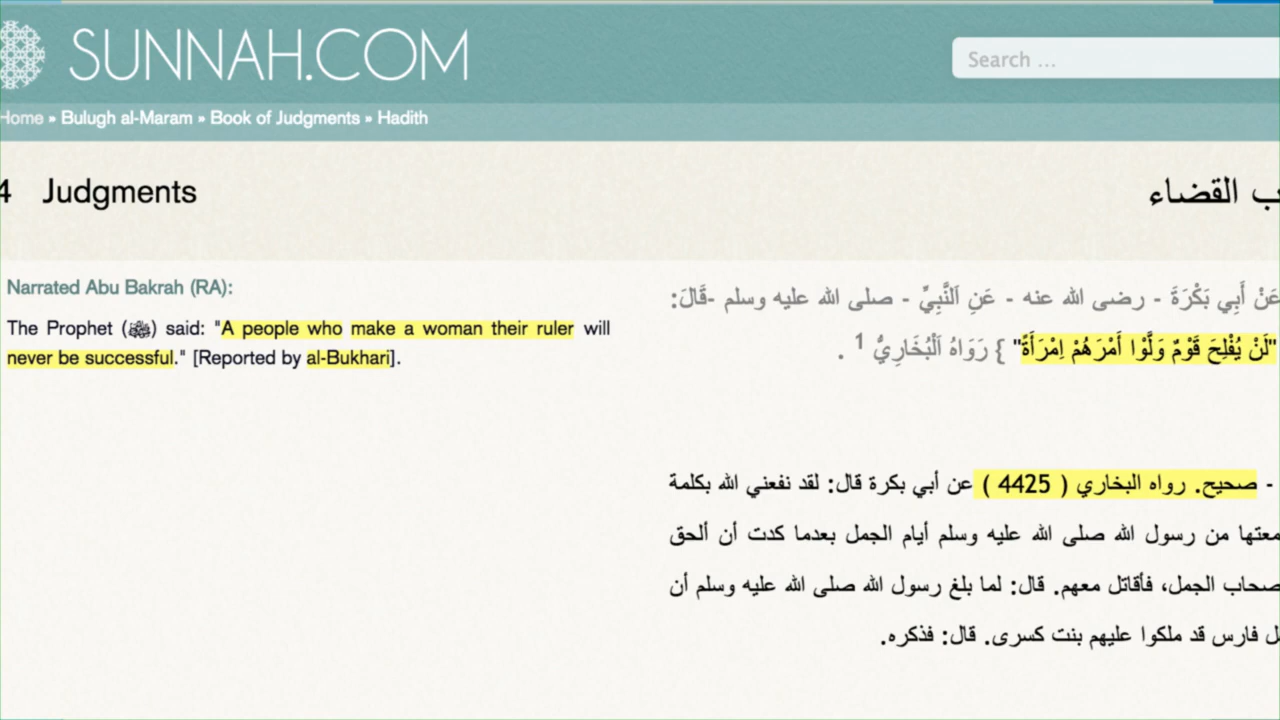 SUNNAH.COM
Search ...
Home » Bulugh al-Maram » Book of Judgments » Hadith
4 Judgments
ب القضاء
Narrated Abu Bakrah (RA):
The Prophet (ﷺ) said: "A people who make a woman their ruler will
never be successful." [Reported by al-Bukhari].
عَنْ أَبِي بَكْرَةَ - رضى الله عنه - عَنِ اَلنَّبِيِّ - صلى الله عليه وسلم -قَالَ:
"لَنْ يُفْلِحَ قَوْمٌ وَلَّوْا أَمْرَهُمْ اِمْرَأَةً" } رَوَاهُ اَلْبُخَارِيُّ 1 .
- صحيح. رواه البخاري ( 4425 ) عن أبي بكرة قال: لقد نفعني الله بكلمة
معتها من رسول الله صلى الله عليه وسلم أيام الجمل بعدما كدت أن ألحق
صحاب الجمل، فأقاتل معهم. قال: لما بلغ رسول الله صلى الله عليه وسلم أن
ل فارس قد ملكوا عليهم بنت كسرى. قال: فذكره.